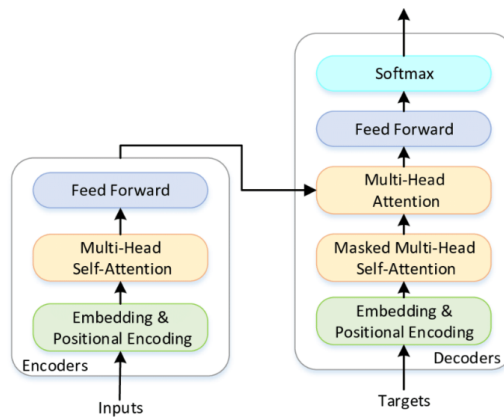 Softmax
Feed Forward
Multi-Head
Attention
Masked Multi-Head
Self-Attention
Embedding &
Positional Encoding
Decoders
Targets
Feed Forward
Multi-Head
Self-Attention
Embedding &
Positional Encoding
Encoders
Inputs